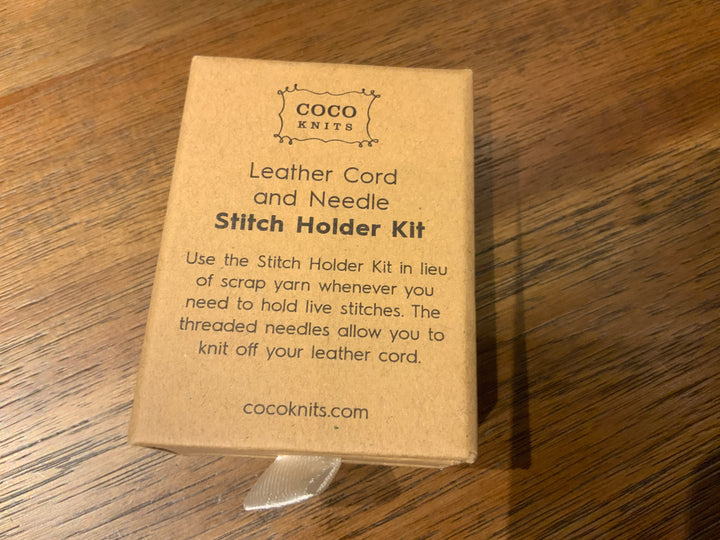 COCO
KNITS
Leather Cord
and Needle
Stitch Holder Kit
Use the Stitch Holder Kit in lieu
of scrap yarn whenever you
need to hold live stitches. The
threaded needles allow you to
knit off your leather cord.
cocoknits.com